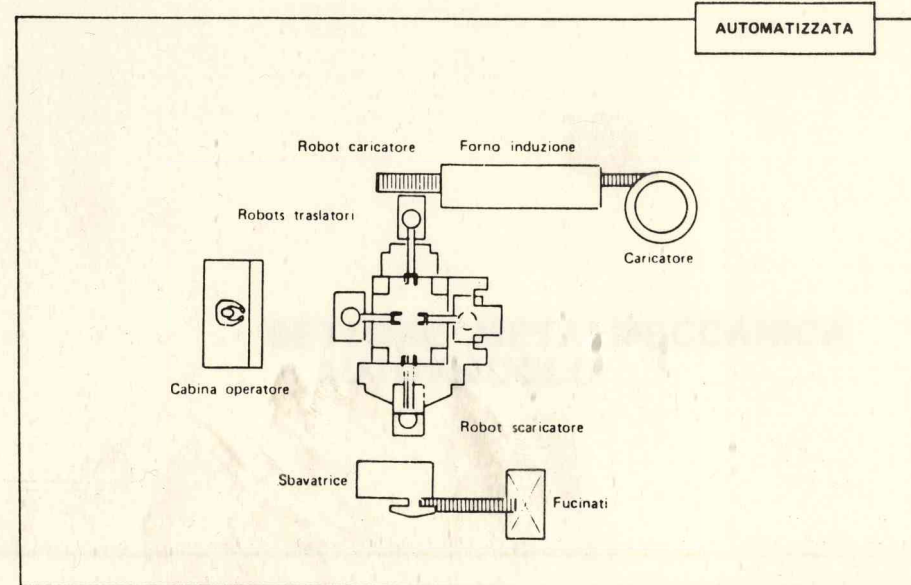 AUTOMATIZZATA
Robot caricatore
Forno induzione
Robots traslatori
Caricatore
Cabina operatore
Robot scaricatore
Sbavatrice
Fucinati